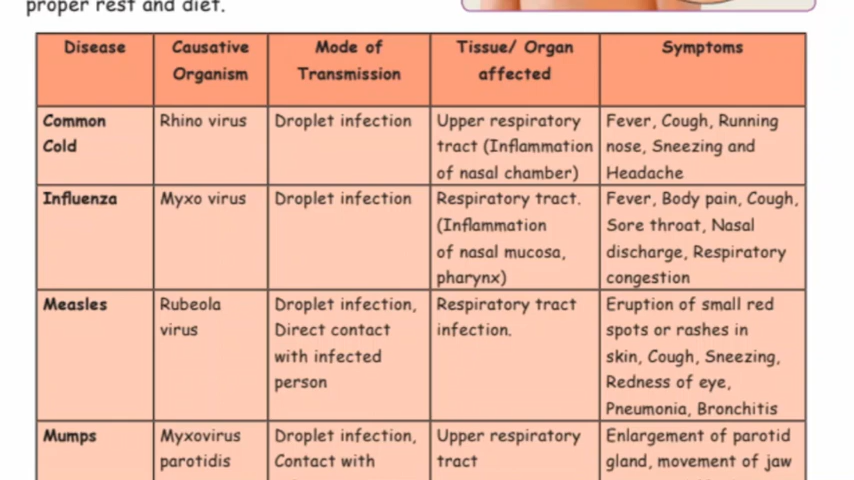 proper rest and diet.
Disease
Causative
Organism
Mode of
Transmission
Tissue/ Organ
affected
Symptoms
Common
Cold
Rhino virus
Droplet infection
Upper respiratory
tract (Inflammation
of nasal chamber)
Fever, Cough, Running
nose, Sneezing and
Headache
Influenza
Myxo virus
Droplet infection
Respiratory tract.
(Inflammation
of nasal mucosa,
pharynx)
Fever, Body pain, Cough,
Sore throat, Nasal
discharge, Respiratory
congestion
Measles
Rubeola
virus
Droplet infection,
Direct contact
with infected
person
Respiratory tract
infection.
Eruption of small red
spots or rashes in
skin, Cough, Sneezing,
Redness of eye,
Pneumonia, Bronchitis
Mumps
Myxovirus
parotidis
Droplet infection,
Contact with
Upper respiratory
tract
Enlargement of parotid
gland, movement of jaw